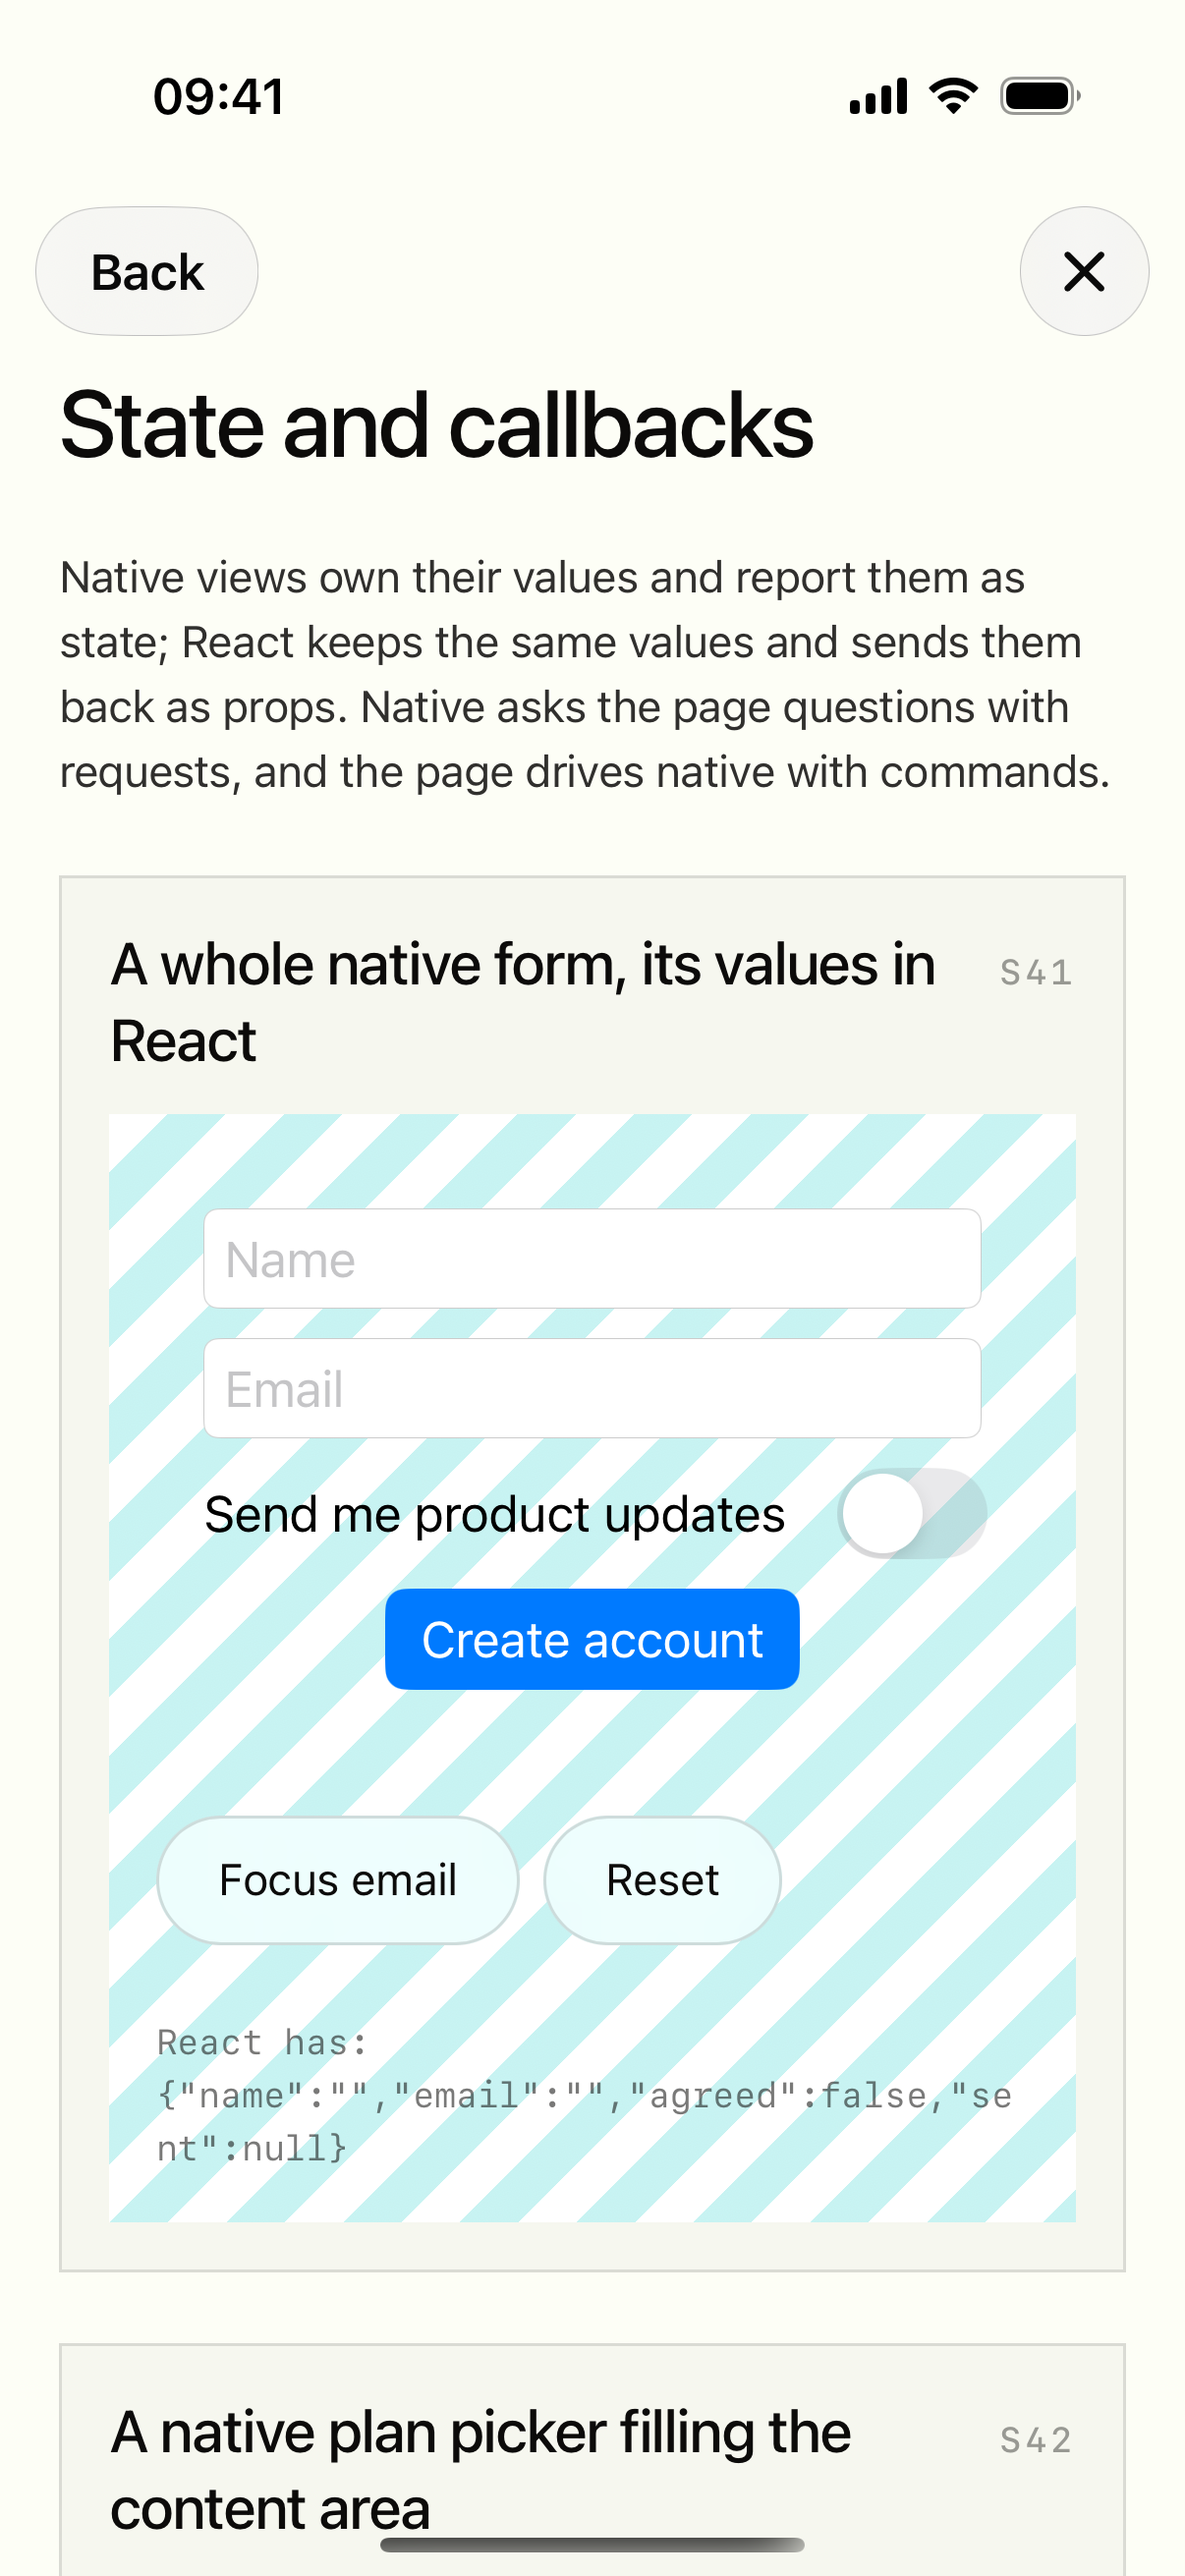 09:41
Back
State and callbacks
Native views own their values and report them as
state; React keeps the same values and sends them
back as props. Native asks the page questions with
requests, and the page drives native with commands.
A whole native form, its values in
React
S41
Name
Email
Send me product updates
Create account
Focus email
Reset
React has:
{"name":"","email":"","agreed":false,"se
nt":null}
A native plan picker filling the
content area
S42